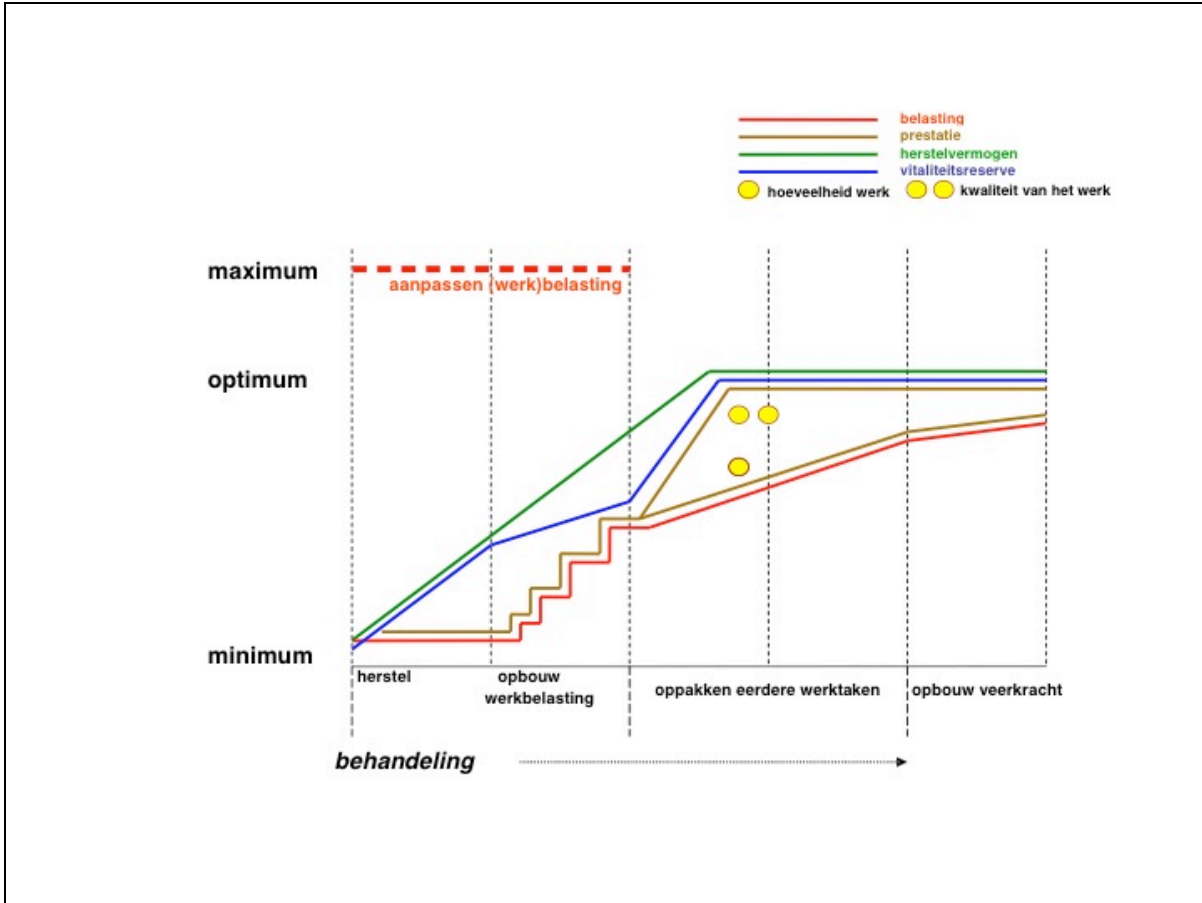 belasting
prestatie
herstelvermogen
vitaliteitsreserve
hoeveelheid werk
kwaliteit van het werk
maximum
aanpassen (werk)belasting
optimum
minimum
herstel
opbouw
werkbelasting
oppakken eerdere werktaken
opbouw veerkracht
behandeling